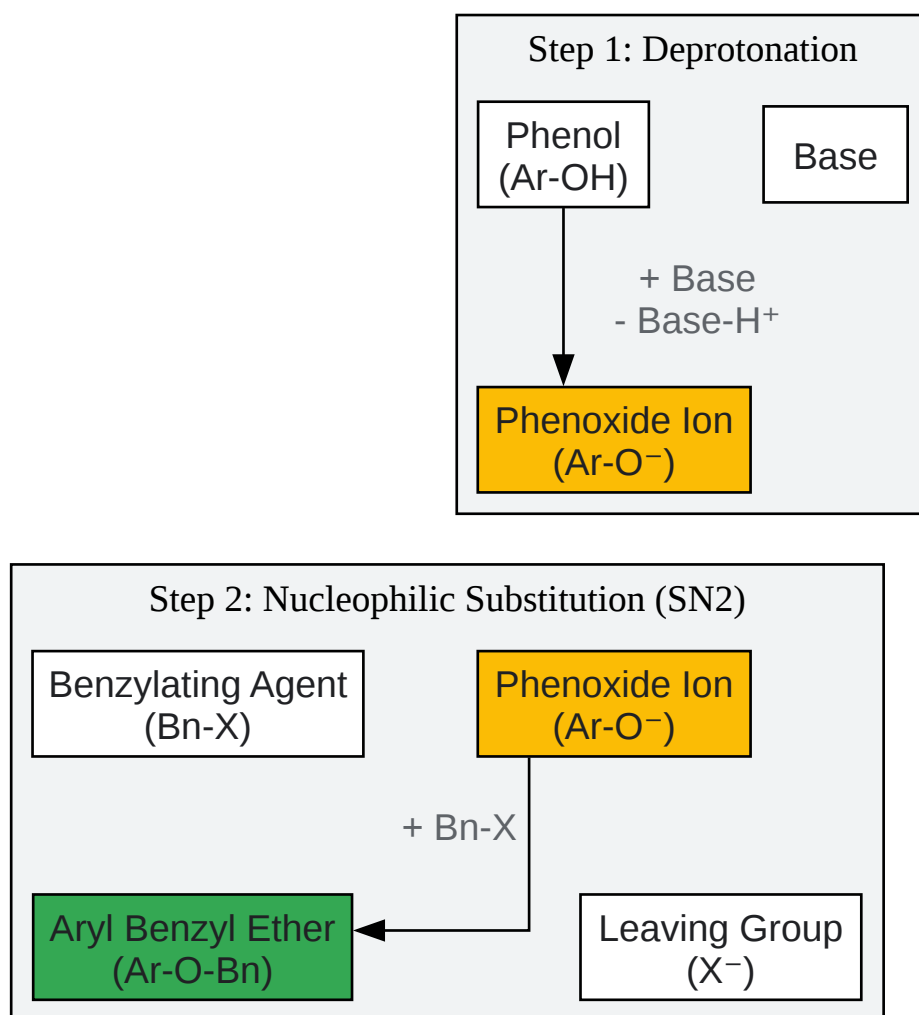 Step 1: Deprotonation
Phenol
(Ar-OH)
Base
+ Base
- Base-H⁺
Phenoxide Ion
(Ar-O⁻)
Step 2: Nucleophilic Substitution (SN2)
Benzylating Agent
(Bn-X)
Phenoxide Ion
(Ar-O⁻)
+ Bn-X
Aryl Benzyl Ether
(Ar-O-Bn)
Leaving Group
(X⁻)